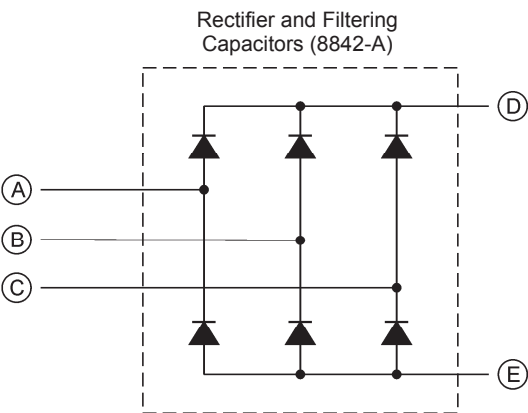 Rectifier and Filtering
Capacitors (8842-A)
D
A
B
C
E